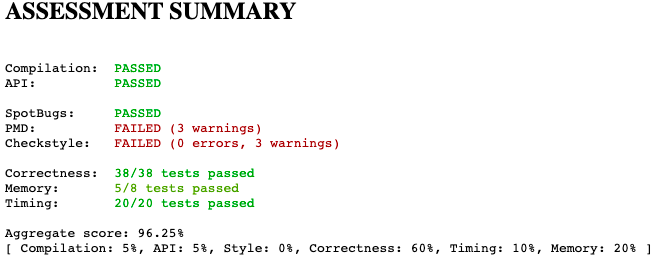 ASSESSMENT SUMMARY
Compilation: PASSED
API: PASSED
SpotBugs: PASSED
PMD: FAILED (3 warnings)
Checkstyle: FAILED (0 errors, 3 warnings)
Correctness: 38/38 tests passed
Memory: 5/8 tests passed
Timing: 20/20 tests passed
Aggregate score: 96.25%
[ Compilation: 5%, API: 5%, Style: 0%, Correctness: 60%, Timing: 10%, Memory: 20% ]